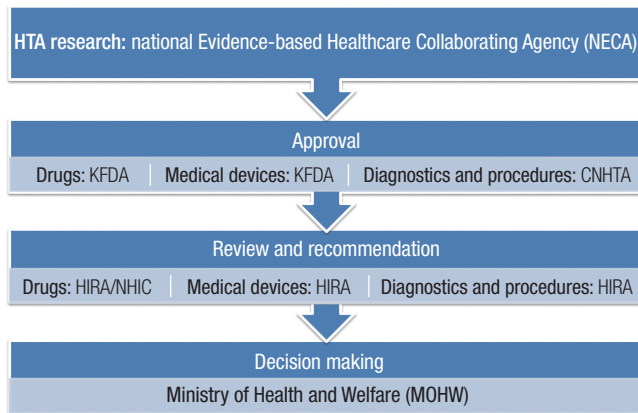 HTA research: national Evidence-based Healthcare Collaborating Agency (NECA)
Approval
Drugs: KFDA Medical devices: KFDA Diagnostics and procedures: CNHTA
Review and recommendation
Drugs: HIRA/NHIC Medical devices: HIRA Diagnostics and procedures: HIRA
Decision making
Ministry of Health and Welfare (MOHW)